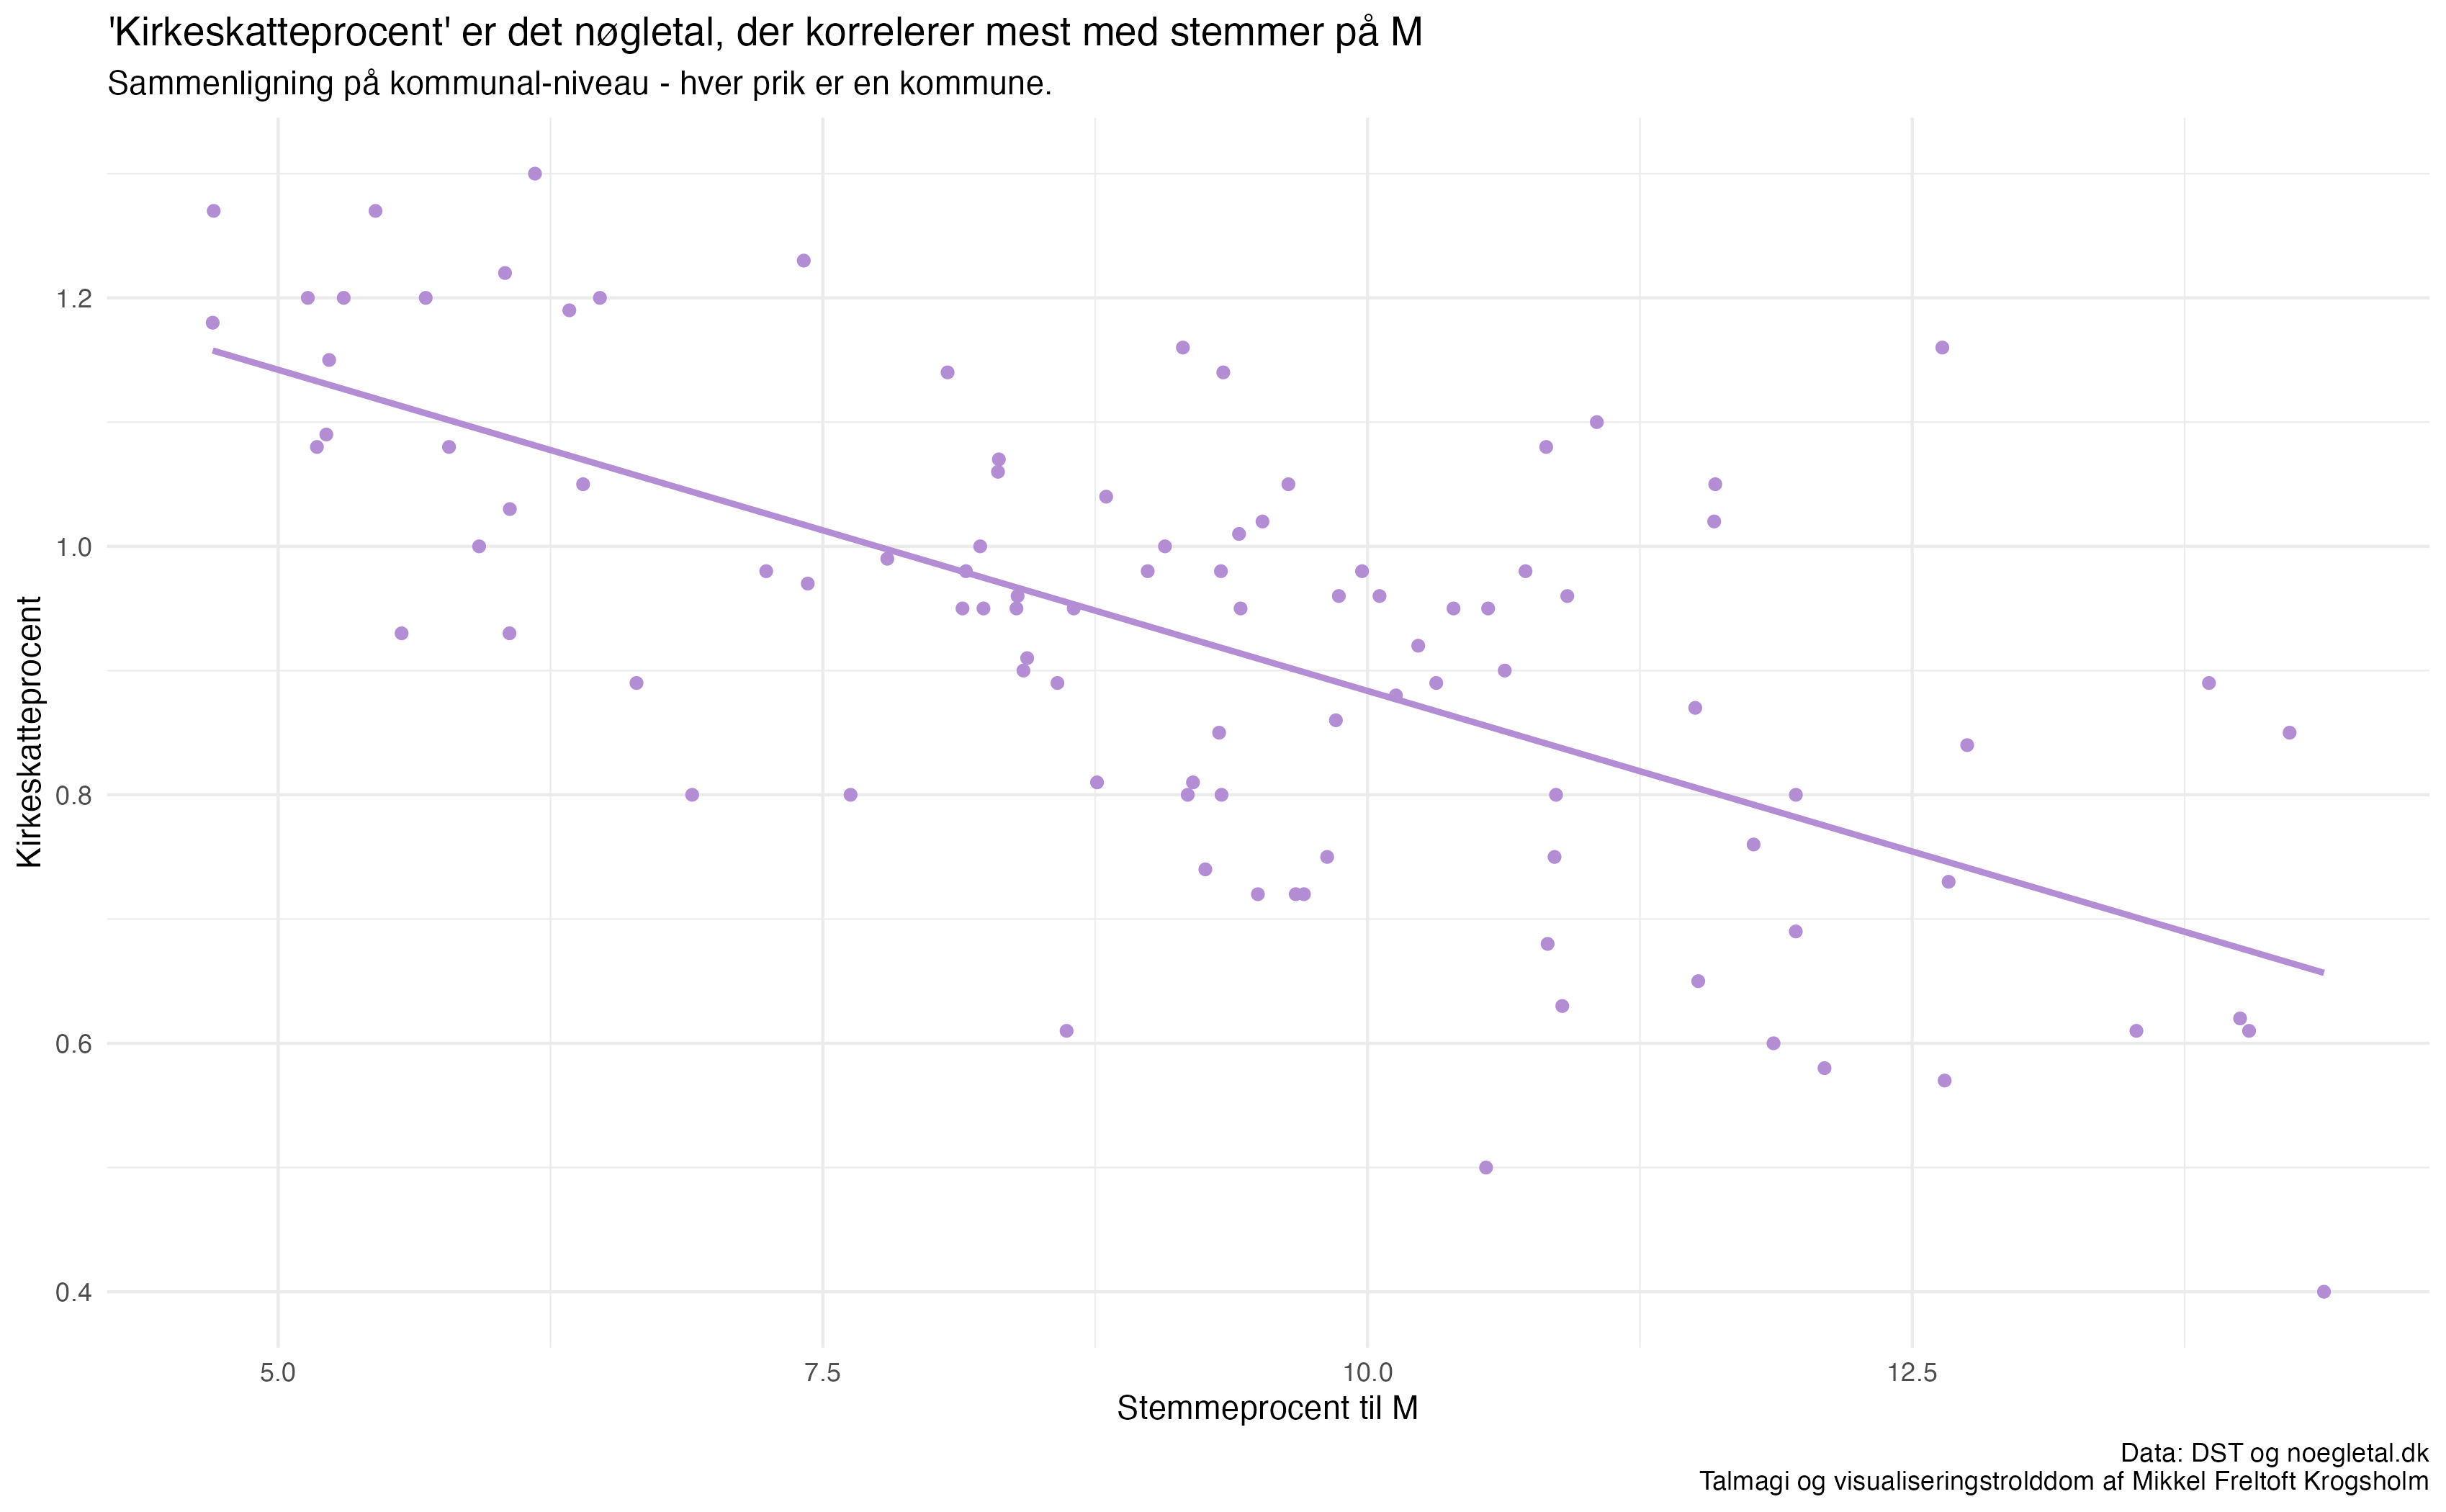 'Kirkeskatteprocent' er det nøgletal, der korrelerer mest med stemmer på M
Sammenligning på kommunal-niveau - hver prik er en kommune.
Kirkeskatteprocent
1.2
1.0
0.8
0.6
0.4
5.0 7.5 10.0 12.5
Stemmeprocent til M
Data: DST og noegletal.dk
Talmagi og visualiseringstrolddom af Mikkel Freltoft Krogsholm